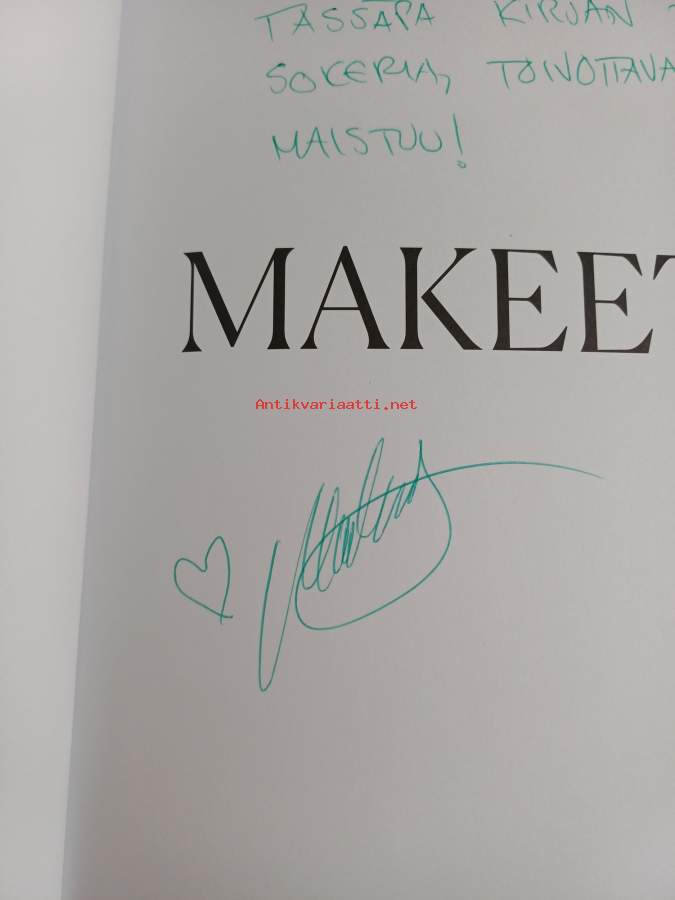 TÄSSÄPÄ KIRJAN
SOKERIA, TOIVOTTAVA
MAISTUU!
MAKEET
Antikvariaatti.net